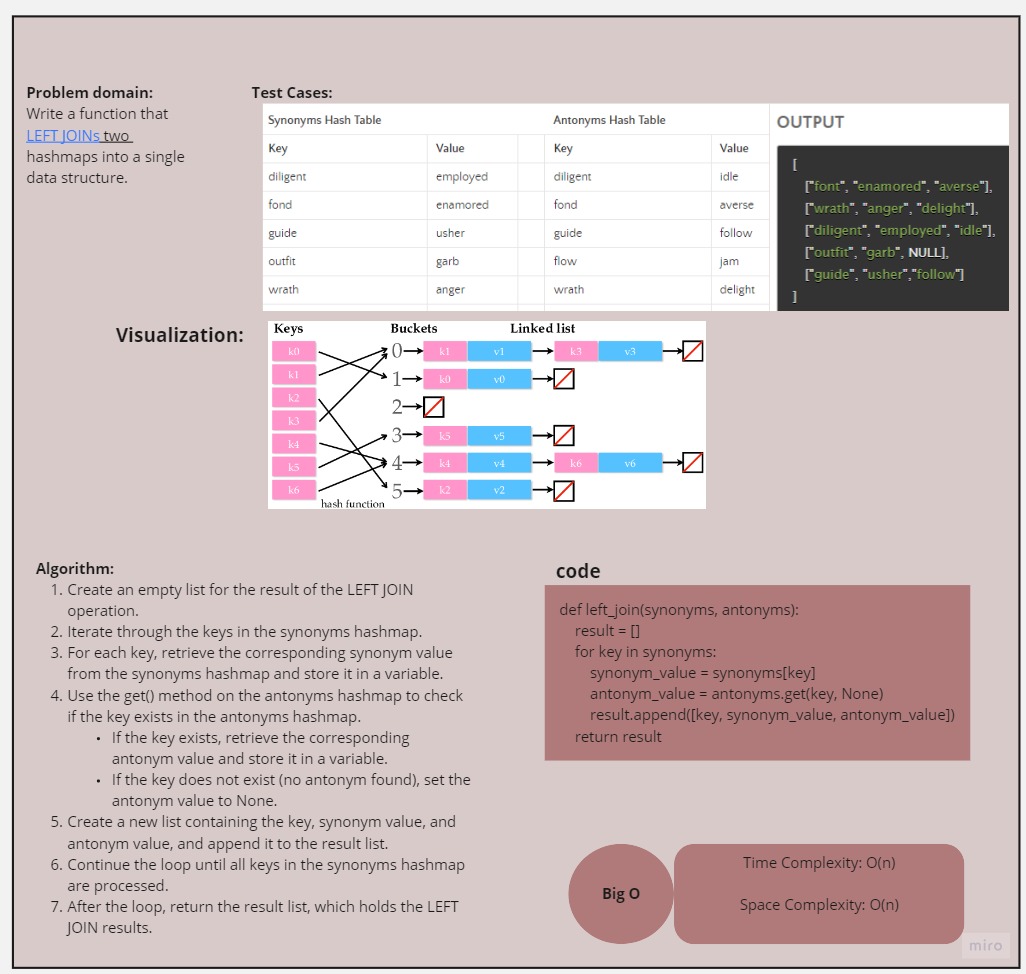 Problem domain:
Write a function that
LEFT JOINs two
hashmaps into a single
data structure.
Test Cases:
Synonyms Hash Table
Antonyms Hash Table
Key Value Key Value
diligent employed diligent idle
fond enamored fond averse
guide usher guide follow
outfit garb flow jam
wrath anger wrath delight
OUTPUT
[
["font", "enamored", "averse"],
["wrath", "anger", "delight"],
["diligent", "employed", "idle"],
["outfit", "garb", NULL],
["guide", "usher","follow"]
]
Visualization:
Keys Buckets Linked list
k0 0 k1 v1 k3 v3
k1 1 k0 v0
k2 2
k3 3 k5 v5
k4 4 k4 v4 k6 v6
k5 5 k2 v2
k6
hash function
Algorithm:
1. Create an empty list for the result of the LEFT JOIN
operation.
2. Iterate through the keys in the synonyms hashmap.
3. For each key, retrieve the corresponding synonym value
from the synonyms hashmap and store it in a variable.
4. Use the get() method on the antonyms hashmap to check
if the key exists in the antonyms hashmap.
• If the key exists, retrieve the corresponding
antonym value and store it in a variable.
• If the key does not exist (no antonym found), set the
antonym value to None.
5. Create a new list containing the key, synonym value, and
antonym value, and append it to the result list.
6. Continue the loop until all keys in the synonyms hashmap
are processed.
7. After the loop, return the result list, which holds the LEFT
JOIN results.
code
def left_join(synonyms, antonyms):
result = []
for key in synonyms:
synonym_value = synonyms[key]
antonym_value = antonyms.get(key, None)
result.append([key, synonym_value, antonym_value])
return result
Big O
Time Complexity: O(n)
Space Complexity: O(n)
miro